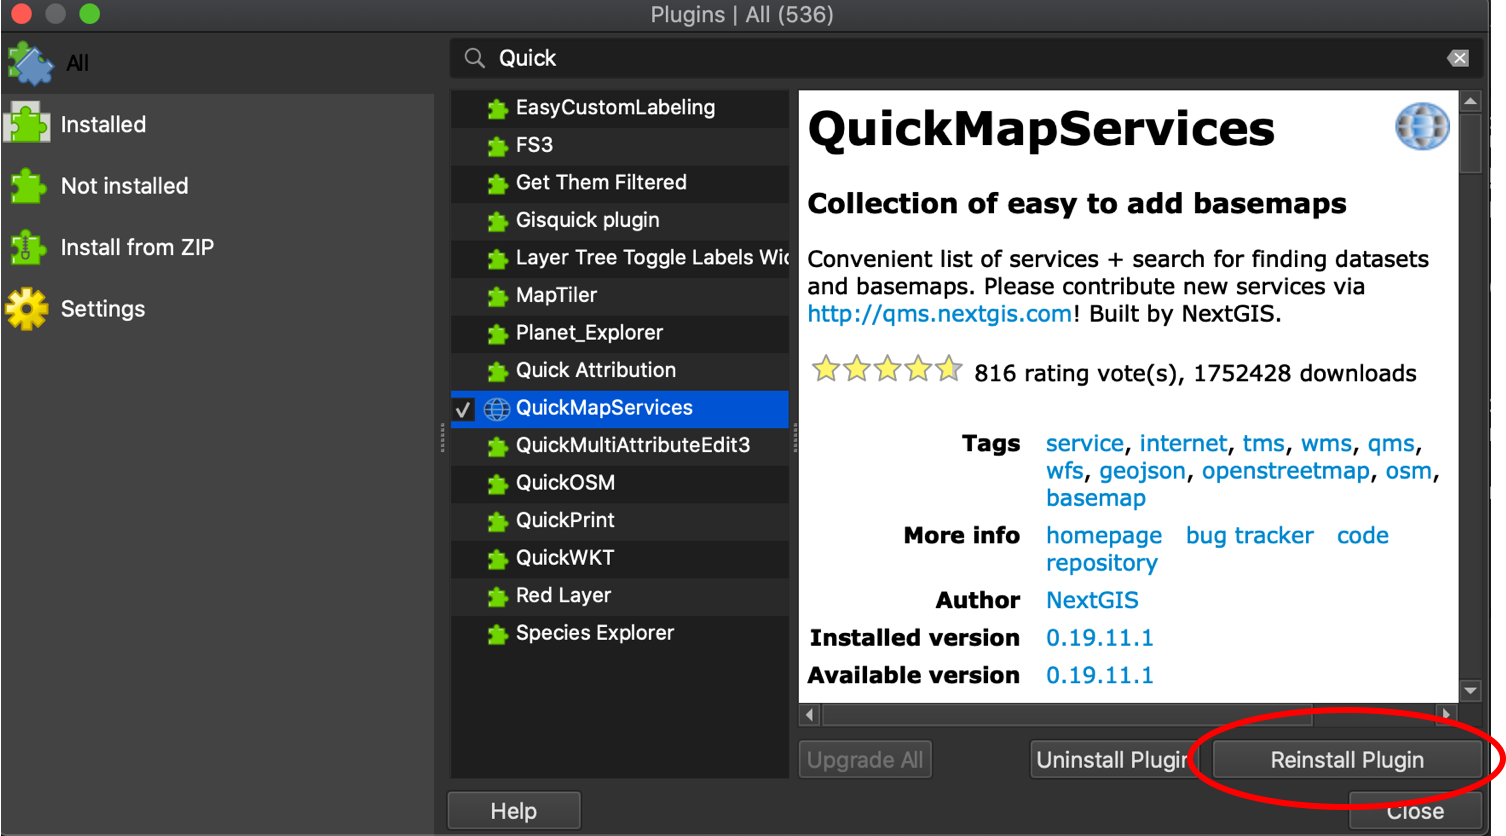 Plugins | All (536)
All
Installed
Not installed
Install from ZIP
Settings
Quick
EasyCustomLabeling
FS3
Get Them Filtered
Gisquick plugin
Layer Tree Toggle Labels Wid
MapTiler
Planet_Explorer
Quick Attribution
QuickMapServices
QuickMultiAttributeEdit3
QuickOSM
QuickPrint
QuickWKT
Red Layer
Species Explorer
QuickMapServices
Collection of easy to add basemaps
Convenient list of services + search for finding datasets
and basemaps. Please contribute new services via
http://qms.nextgis.com! Built by NextGIS.
816 rating vote(s), 1752428 downloads
Tags service, internet, tms, wms, qms,
wfs, geojson, openstreetmap, osm,
basemap
More info homepage bug tracker code
repository
Author NextGIS
Installed version 0.19.11.1
Available version 0.19.11.1
Upgrade All Uninstall Plugin Reinstall Plugin
Help Close